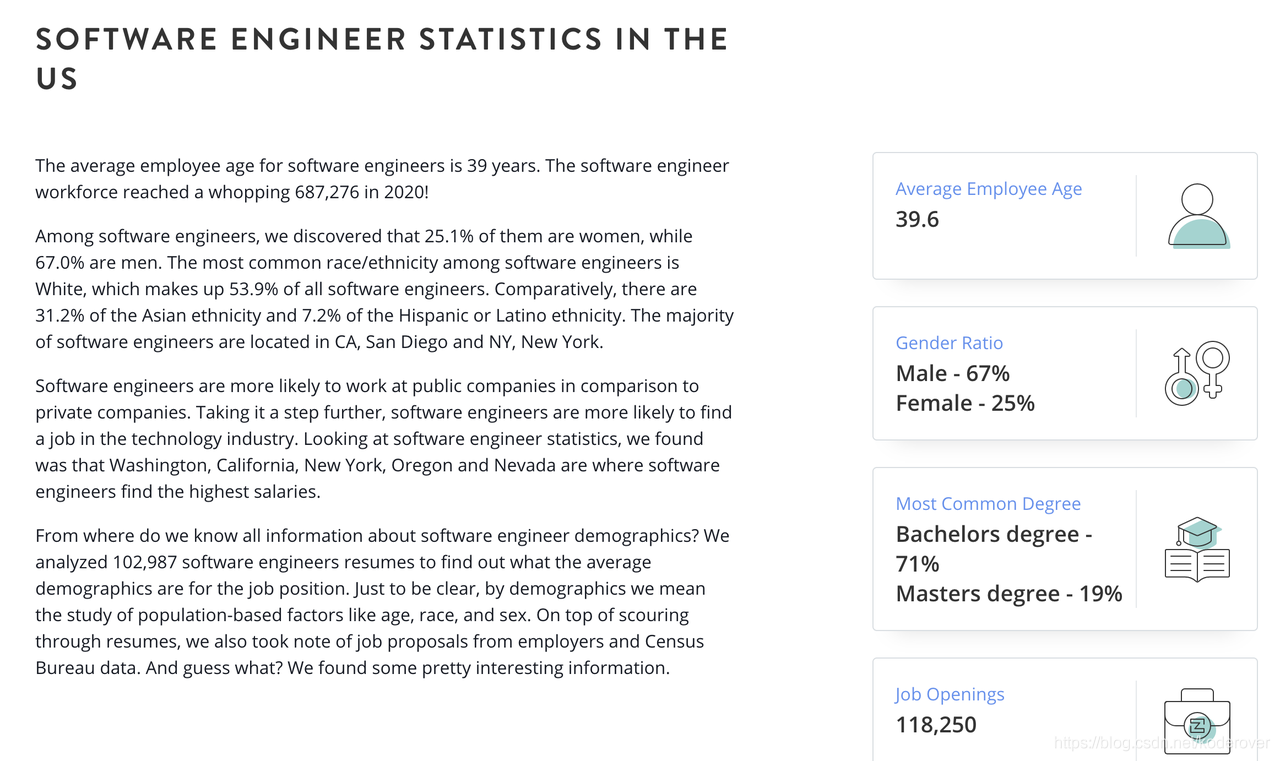 SOFTWARE ENGINEER STATISTICS IN THE
US
The average employee age for software engineers is 39 years. The software engineer
workforce reached a whopping 687,276 in 2020!
Among software engineers, we discovered that 25.1% of them are women, while
67.0% are men. The most common race/ethnicity among software engineers is
White, which makes up 53.9% of all software engineers. Comparatively, there are
31.2% of the Asian ethnicity and 7.2% of the Hispanic or Latino ethnicity. The majority
of software engineers are located in CA, San Diego and NY, New York.
Software engineers are more likely to work at public companies in comparison to
private companies. Taking it a step further, software engineers are more likely to find
a job in the technology industry. Looking at software engineer statistics, we found
was that Washington, California, New York, Oregon and Nevada are where software
engineers find the highest salaries.
From where do we know all information about software engineer demographics? We
analyzed 102,987 software engineers resumes to find out what the average
demographics are for the job position. Just to be clear, by demographics we mean
the study of population-based factors like age, race, and sex. On top of scouring
through resumes, we also took note of job proposals from employers and Census
Bureau data. And guess what? We found some pretty interesting information.
Average Employee Age
39.6
Gender Ratio
Male - 67%
Female - 25%
Most Common Degree
Bachelors degree -
71%
Masters degree - 19%
Job Openings
118,250
https://blog.csdn.net/koderover